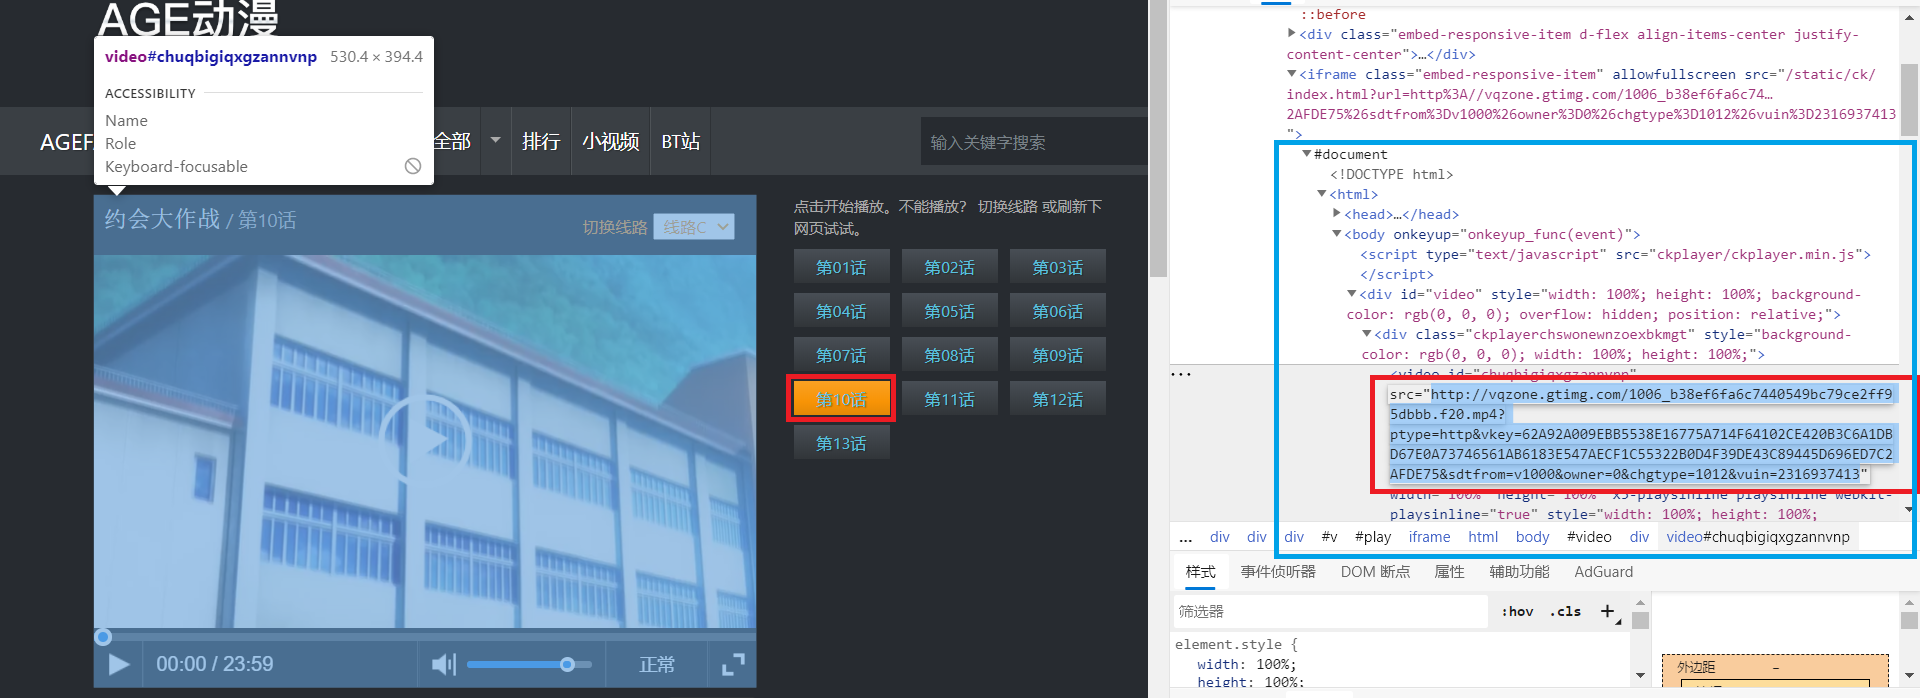 AGE动漫
video#chuqbigiqxgzannvnp 530.4 × 394.4
ACCESSIBILITY
Name
Role
Keyboard-focusable
AGEF
全部
排行
小视频
BT站
输入关键字搜索
约会大作战 / 第10话
切换线路 线路C
点击开始播放。不能播放? 切换线路 或刷新下
网页试试。
第01话 第02话 第03话
第04话 第05话 第06话
第07话 第08话 第09话
第10话 第11话 第12话
第13话
00:00 / 23:59
正常
::before
<div class="embed-responsive-item d-flex align-items-center justify-
content-center">…</div>
<iframe class="embed-responsive-item" allowfullscreen src="/static/ck/
index.html?url=http%3A//vqzone.gtimg.com/1006_b38ef6fa6c74…
2AFDE75%26sdtfrom%3Dv1000%26owner%3D0%26chgtype%3D1012%26vuin%3D2316937413
">
#document
<!DOCTYPE html>
<html>
<head>…</head>
<body onkeyup="onkeyup_func(event)">
<script type="text/javascript" src="ckplayer/ckplayer.min.js">
</script>
<div id="video" style="width: 100%; height: 100%; background-
color: rgb(0, 0, 0); overflow: hidden; position: relative;">
<div class="ckplayerchswonewnzoexbkmgt" style="background-
color: rgb(0, 0, 0); width: 100%; height: 100%;">
...
<video id="chuqbigiqxgzannvnp"
src="http://vqzone.gtimg.com/1006_b38ef6fa6c7440549bc79ce2ff9
5dbbb.f20.mp4?
ptype=http&vkey=62A92A009EBB5538E16775A714F64102CE420B3C6A1DB
D67E0A73746561AB6183E547AECF1C55322B0D4F39DE43C89445D696ED7C2
AFDE75&sdtfrom=v1000&owner=0&chgtype=1012&vuin=2316937413"
width="100%" height="100%" x5-playsinline playsinline webkit-
playsinline="true" style="width: 100%; height: 100%;
... div div div #v #play iframe html body #video div video#chuqbigiqxgzannvnp
样式 事件侦听器 DOM 断点 属性 辅助功能 AdGuard
筛选器 :hov .cls +
element.style {
width: 100%;
height: 100%;
外边距 –